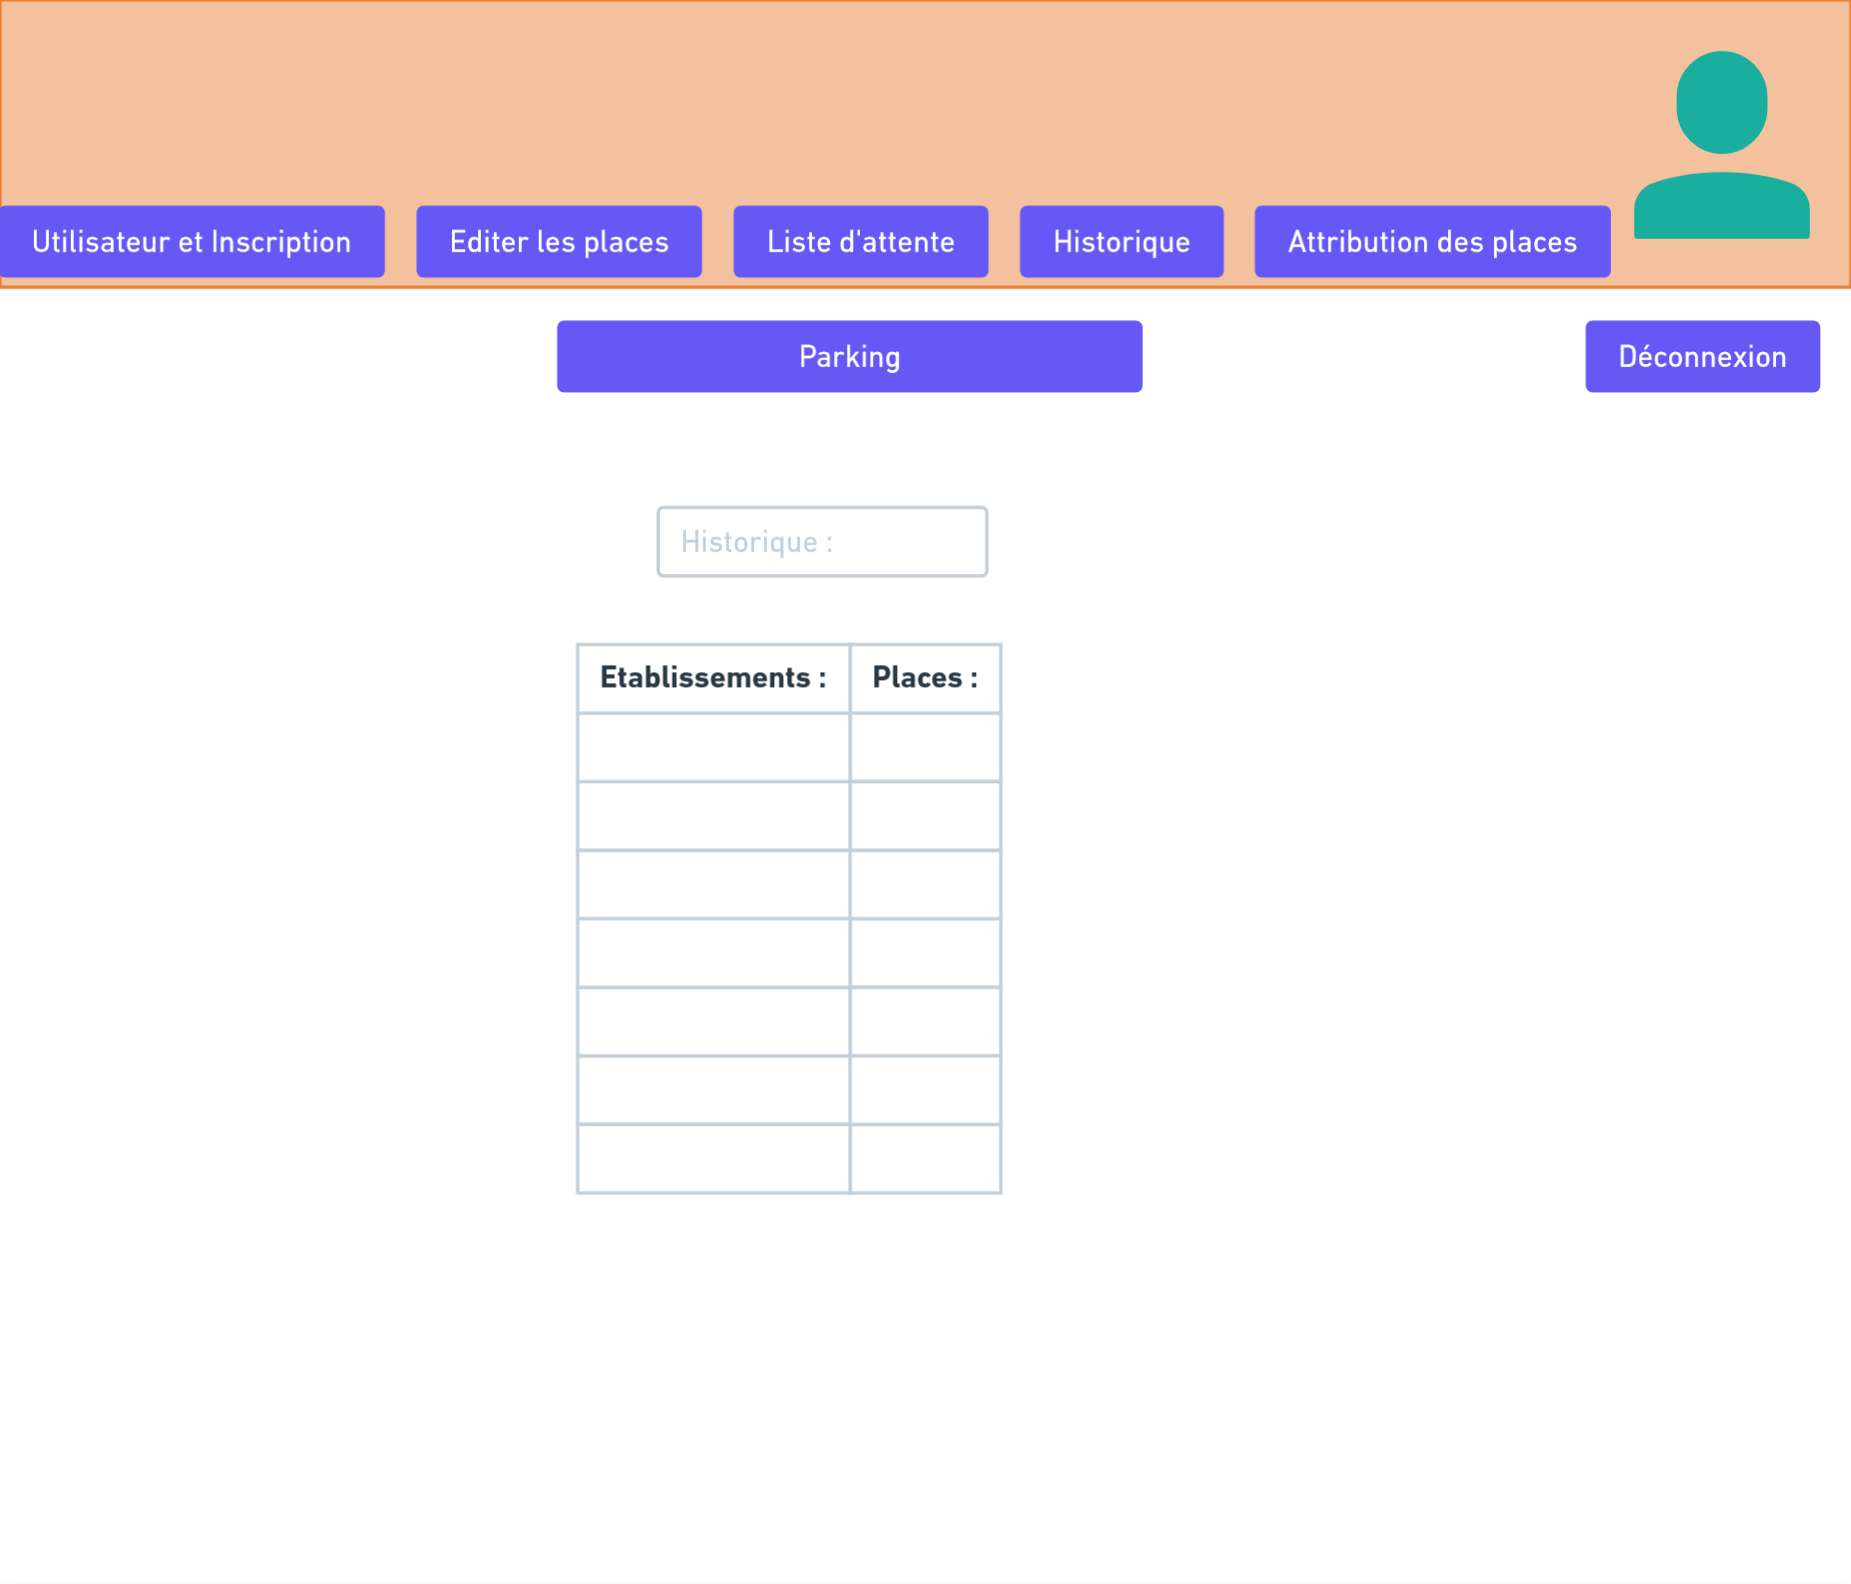 Utilisateur et Inscription
Editer les places
Liste d'attente
Historique
Attribution des places
Parking
Déconnexion
Historique :
Etablissements :
Places :